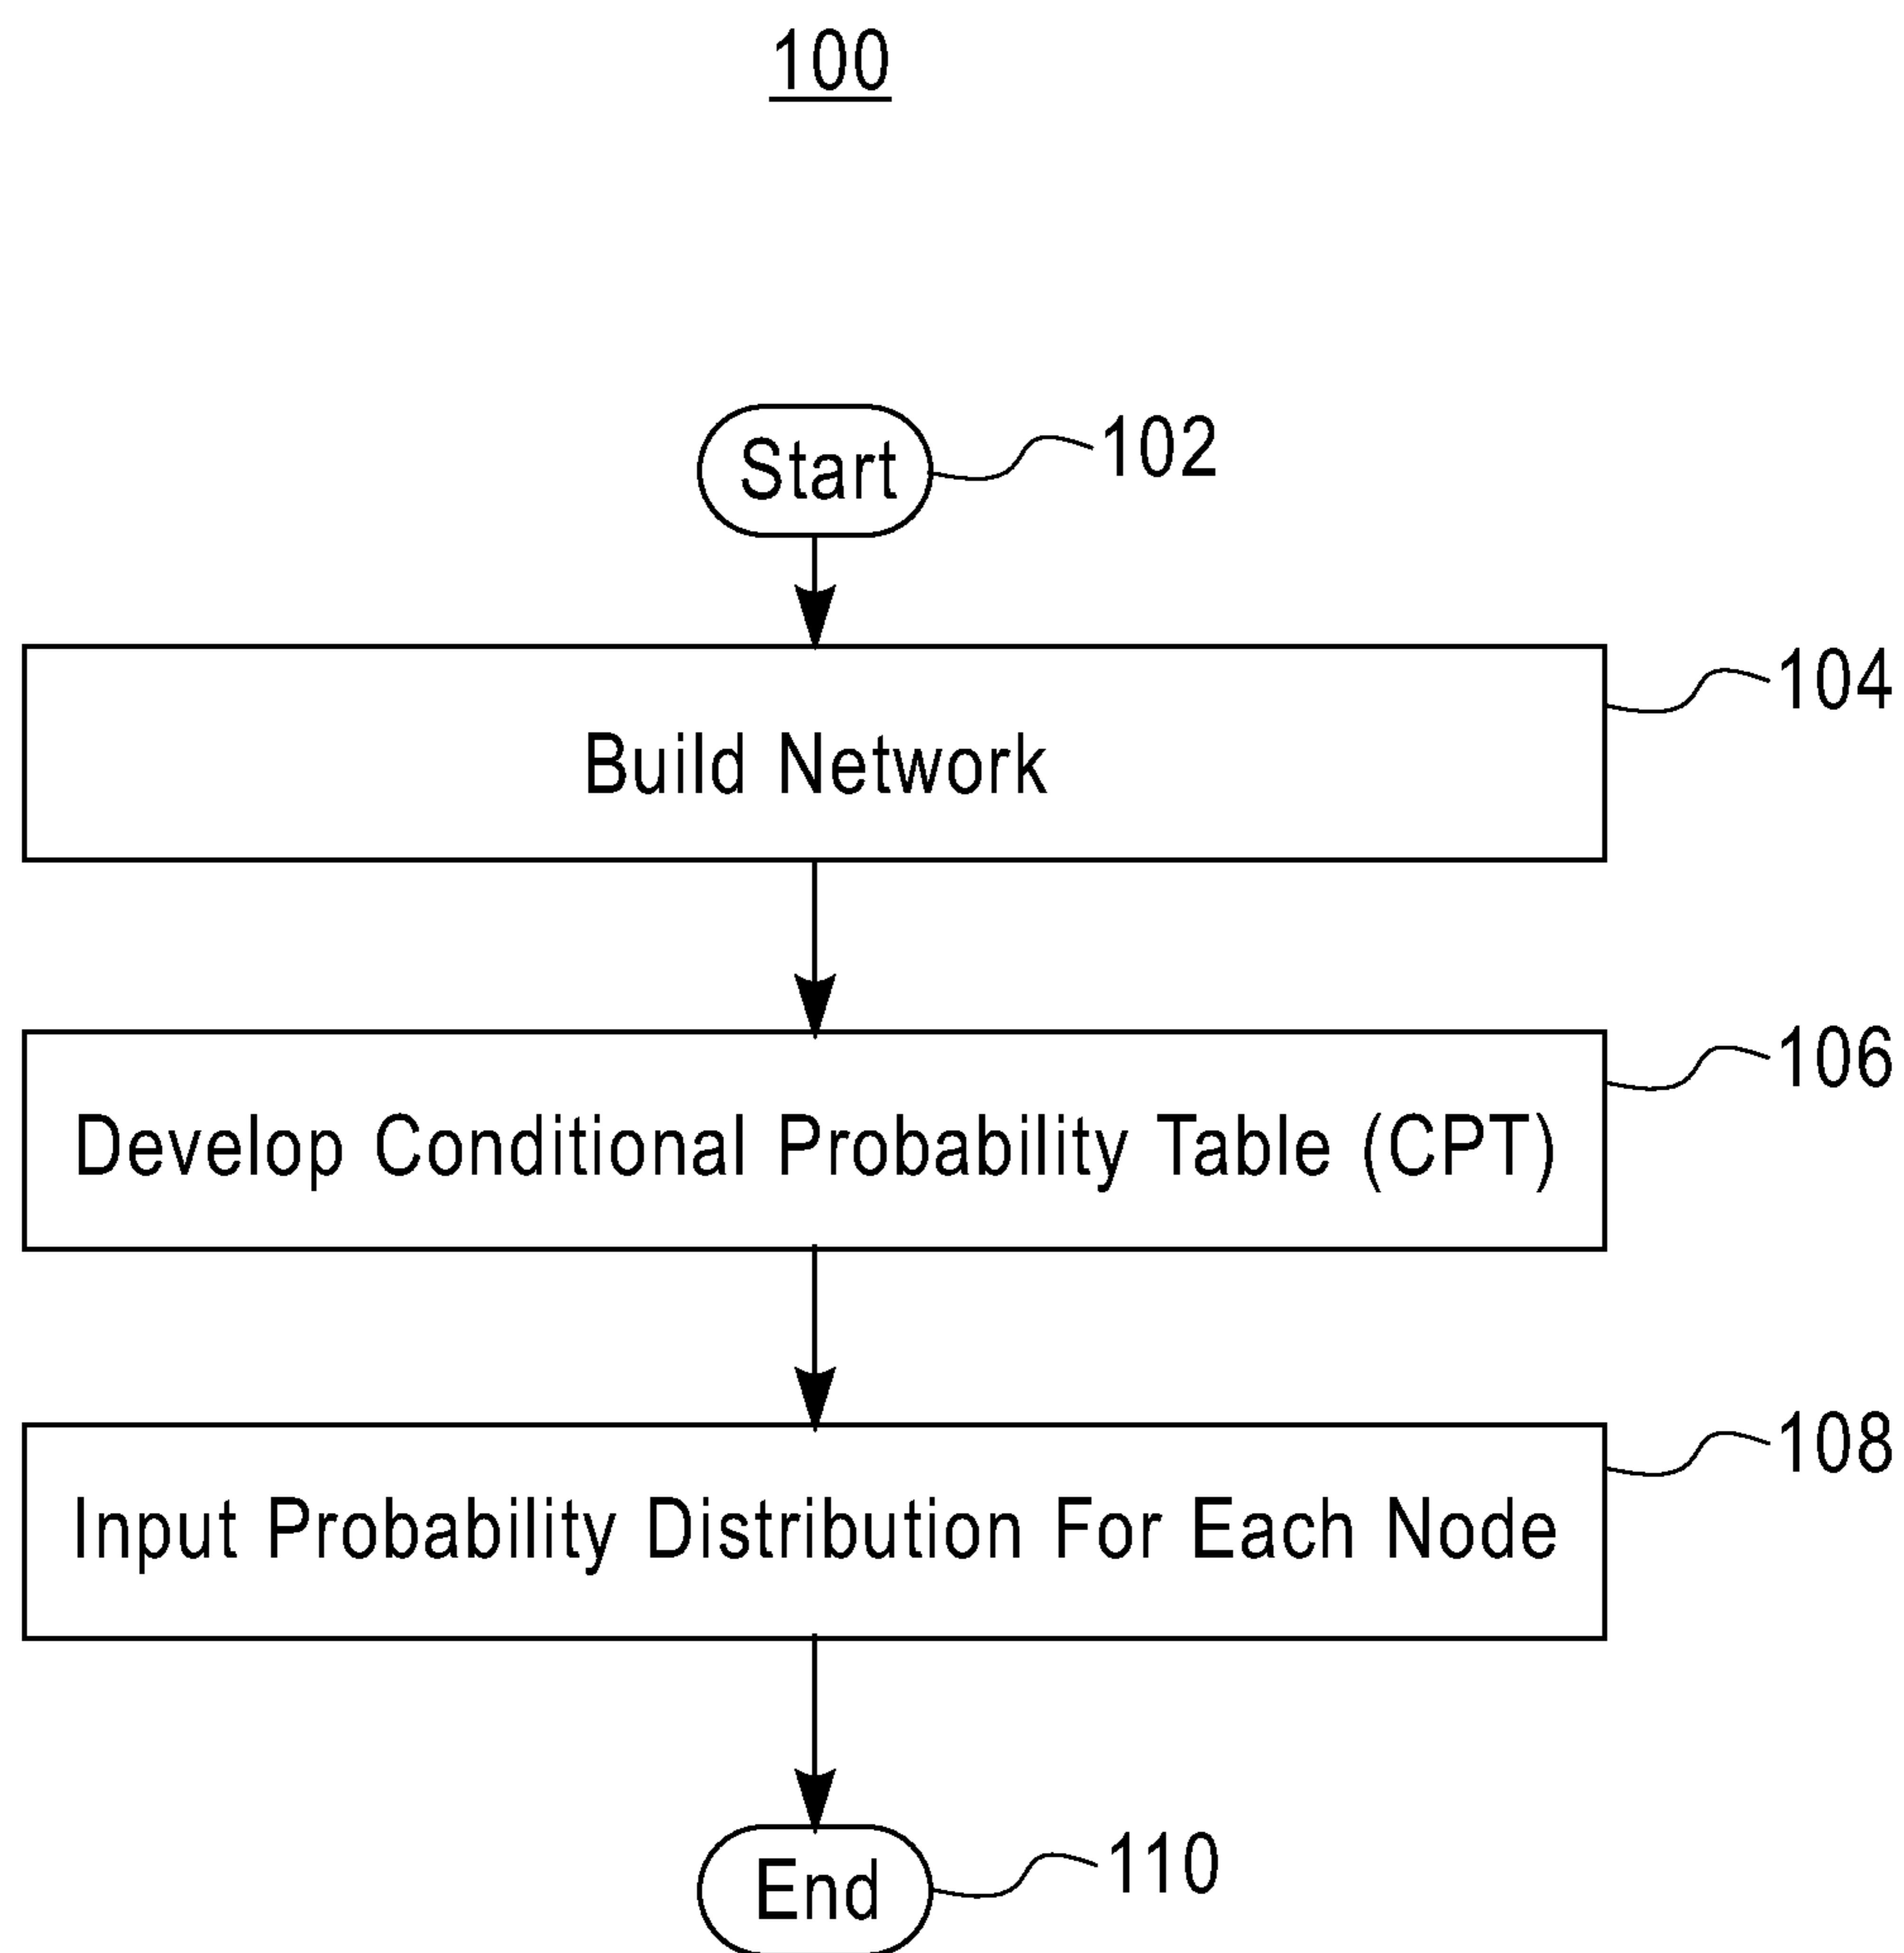 100
Start
102
Build Network
104
Develop Conditional Probability Table (CPT)
106
Input Probability Distribution For Each Node
108
End
110